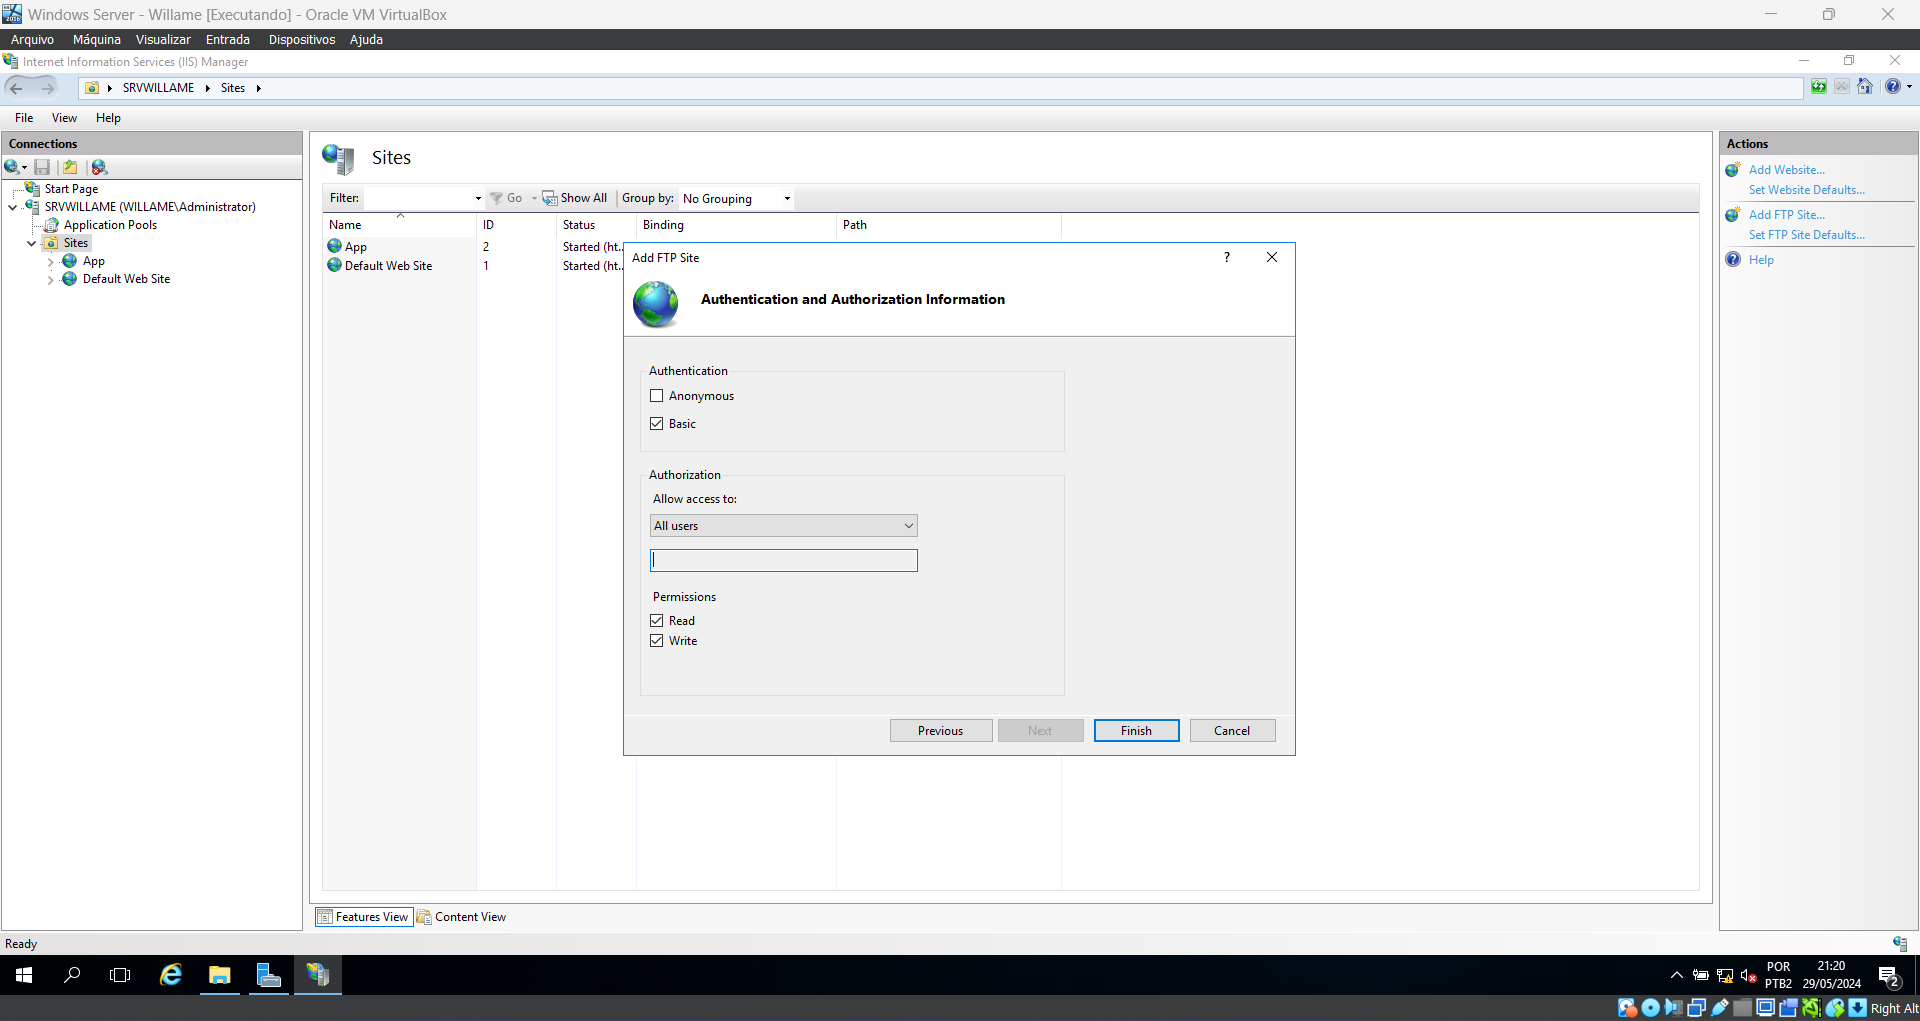 Windows Server - Willame [Executando] - Oracle VM VirtualBox
Arquivo Máquina Visualizar Entrada Dispositivos Ajuda
Internet Information Services (IIS) Manager
SRVWILLAME Sites
File View Help
Connections
Start Page
SRVWILLAME (WILLAME\Administrator)
Application Pools
Sites
App
Default Web Site
Sites
Filter: Go Show All Group by: No Grouping
Name ID Status Binding Path
App 2 Started (ht...
Default Web Site 1 Started (ht...
Add FTP Site ?
Authentication and Authorization Information
Authentication
Anonymous
Basic
Authorization
Allow access to:
All users
Permissions
Read
Write
Previous Next Finish Cancel
Features View Content View
Actions
Add Website...
Set Website Defaults...
Add FTP Site...
Set FTP Site Defaults...
Help
Ready
POR
PTB2
21:20
29/05/2024
2
Right Alt